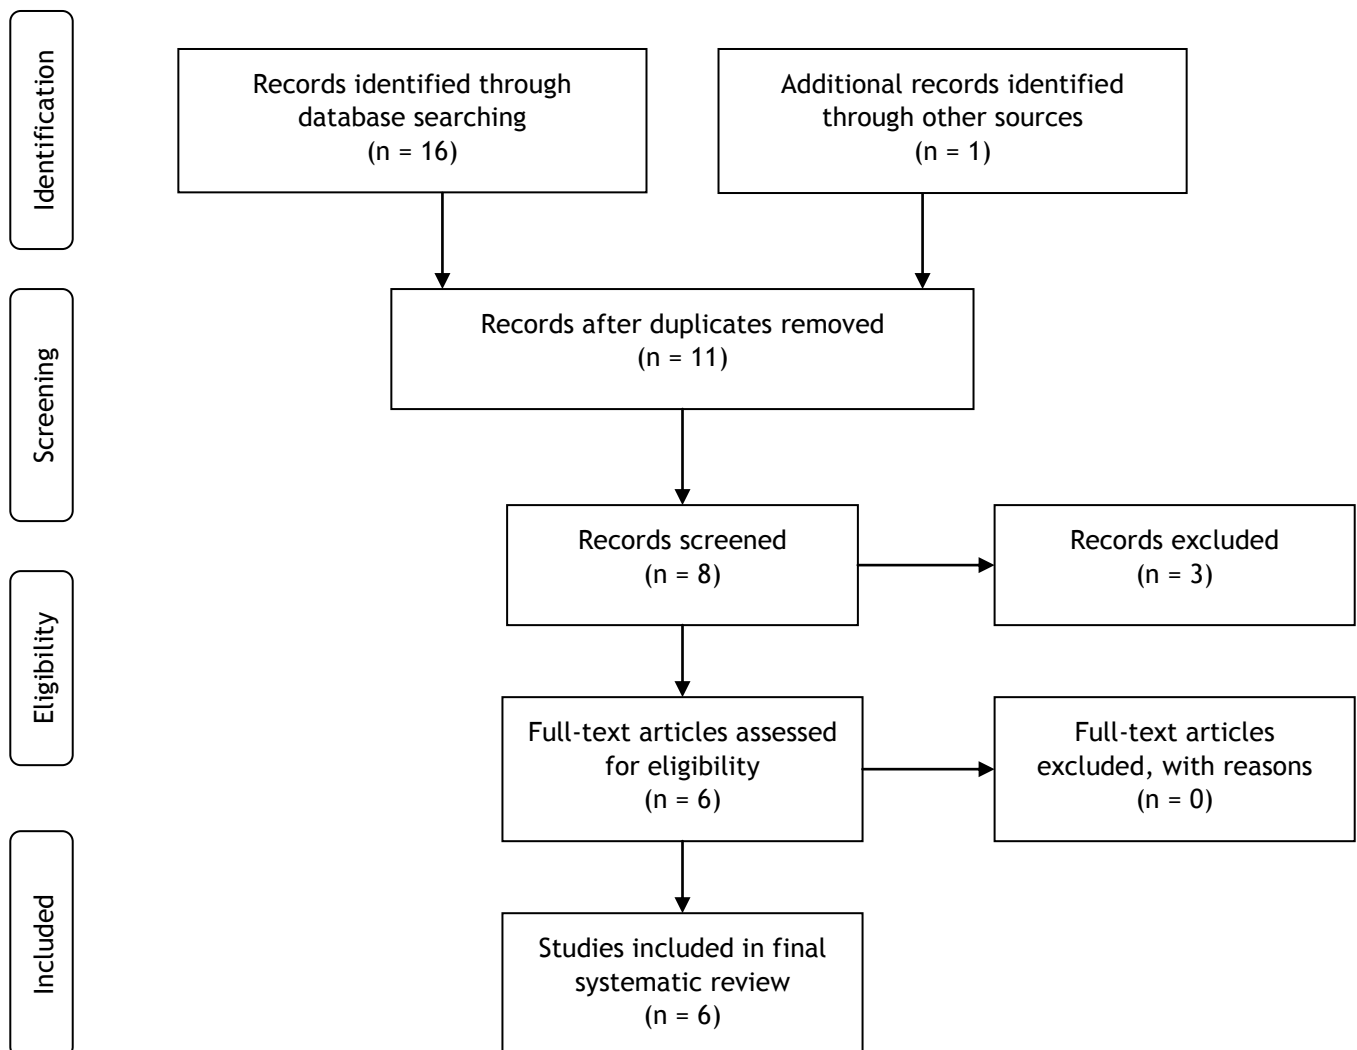 Identification
Records identified through
database searching
(n = 16)
Additional records identified
through other sources
(n = 1)
Screening
Records after duplicates removed
(n = 11)
Records screened
(n = 8)
Records excluded
(n = 3)
Eligibility
Full-text articles assessed
for eligibility
(n = 6)
Full-text articles
excluded, with reasons
(n = 0)
Included
Studies included in final
systematic review
(n = 6)